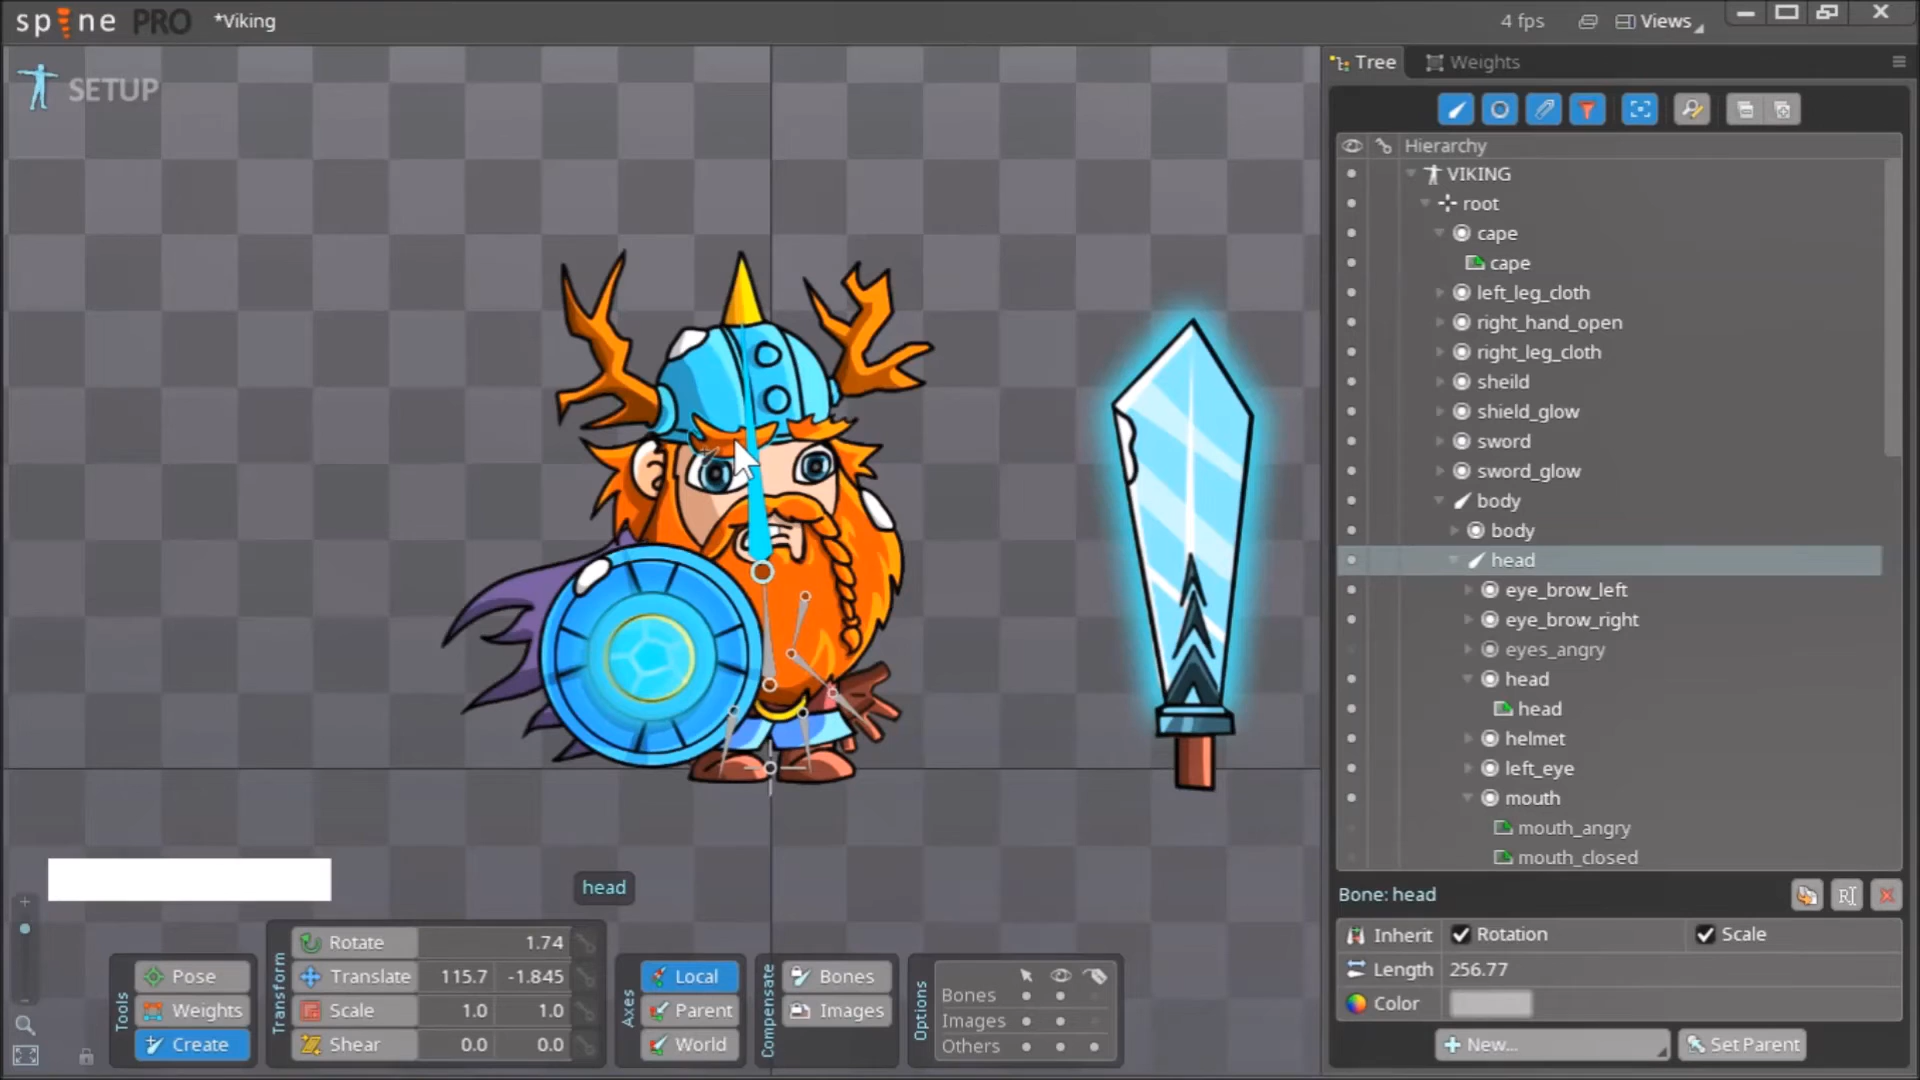 spine PRO *Viking
4 fps Views
SETUP
Tree Weights
Hierarchy
VIKING
root
cape
cape
left_leg_cloth
right_hand_open
right_leg_cloth
sheild
shield_glow
sword
sword_glow
body
body
head
eye_brow_left
eye_brow_right
eyes_angry
head
head
helmet
left_eye
mouth
mouth_angry
mouth_closed
Bone: head
Inherit Rotation Scale
Length 256.77
Color
New... Set Parent
head
Tools
Pose
Weights
Create
Transform
Rotate 1.74
Translate 115.7 -1.845
Scale 1.0 1.0
Shear 0.0 0.0
Axes
Local
Parent
World
Compensate
Bones
Images
Options
Bones
Images
Others